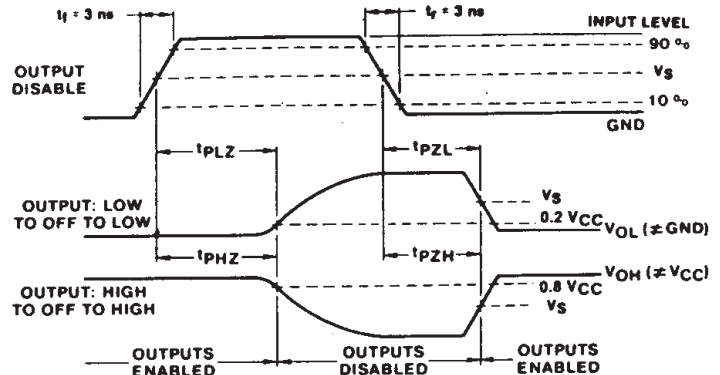 tf = 3 ns
tf = 3 ns
INPUT LEVEL
90 %
VS
10 %
GND
OUTPUT
DISABLE
tPLZ
tPZL
OUTPUT: LOW
TO OFF TO LOW
VS
0.2 VCC
VOL (≠ GND)
tPHZ
tPZH
OUTPUT: HIGH
TO OFF TO HIGH
VOH (≠ VCC)
0.8 VCC
VS
OUTPUTS
ENABLED
OUTPUTS
DISABLED
OUTPUTS
ENABLED